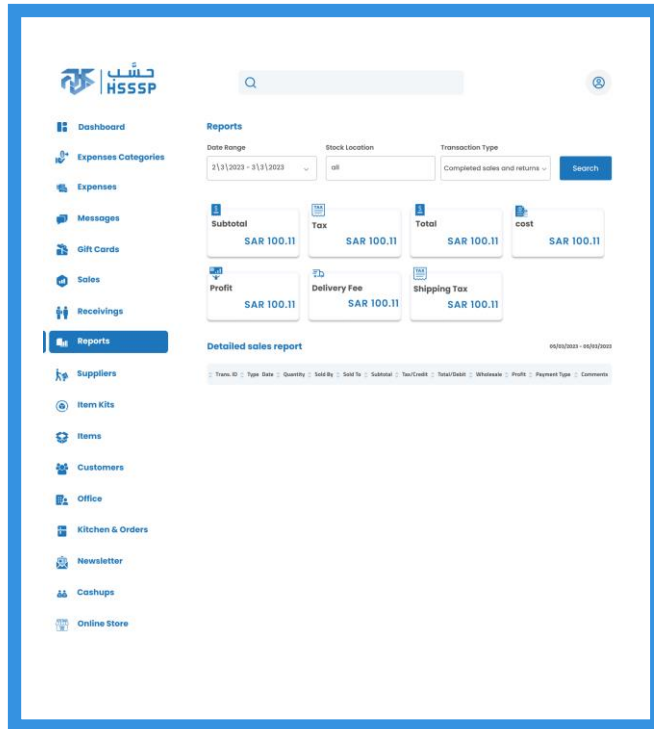 حسَّب
HSSSP
Dashboard
Expenses Categories
Expenses
Messages
Gift Cards
Sales
Receivings
Reports
Suppliers
Item Kits
Items
Customers
Office
Kitchen & Orders
Newsletter
Cashups
Online Store
Reports
Date Range
Stock Location
Transaction Type
2\3\2023 - 3\3\2023
all
Completed sales and returns
Search
Subtotal
SAR 100.11
TAX
Tax
SAR 100.11
Total
SAR 100.11
cost
SAR 100.11
Profit
SAR 100.11
Delivery Fee
SAR 100.11
TAX
Shipping Tax
SAR 100.11
Detailed sales report
Trans. ID Type Date Quantity Sold By Sold To Subtotal Tax/Credit Total/Debit Wholesale Profit Payment Type Comments